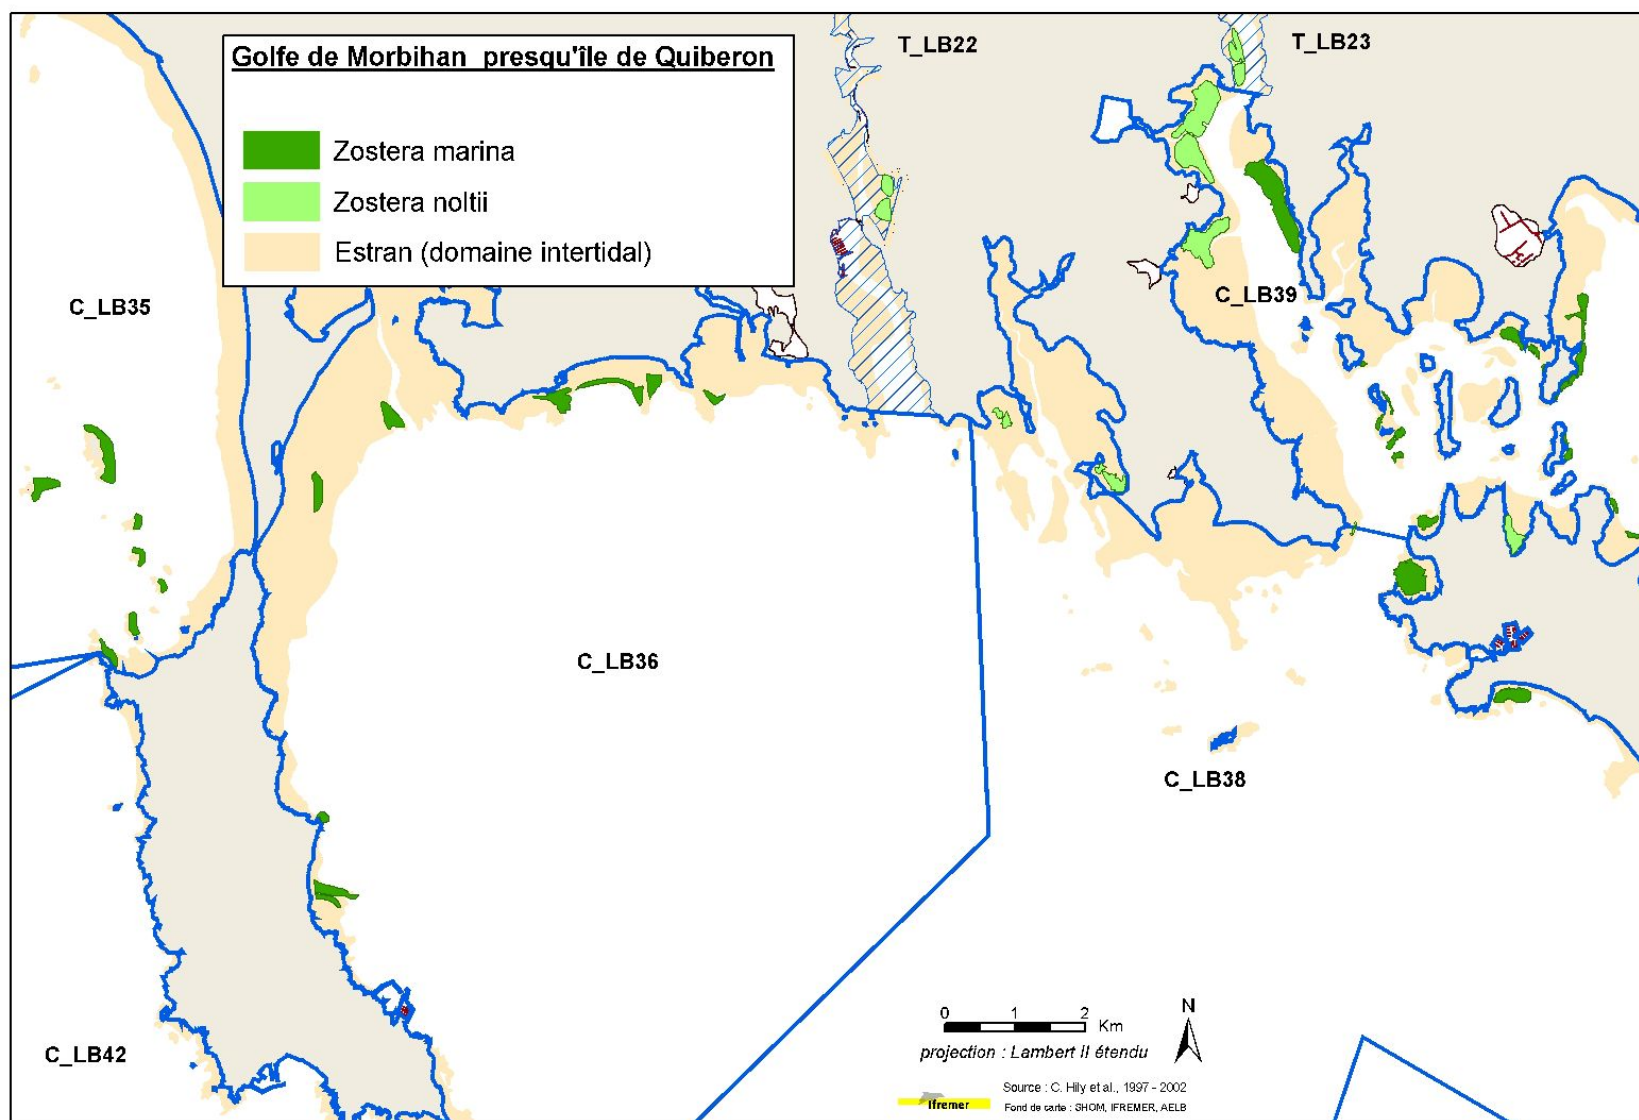 Golfe de Morbihan presqu'île de Quiberon
Zostera marina
Zostera noltii
Estran (domaine intertidal)
T_LB22
T_LB23
C_LB35
C_LB39
C_LB36
C_LB38
C_LB42
0 1 2 Km
N
projection : Lambert II étendu
Source : C. Hily et al., 1997 - 2002
Ifremer
Fond de carte : SHOM, IFREMER, AELB